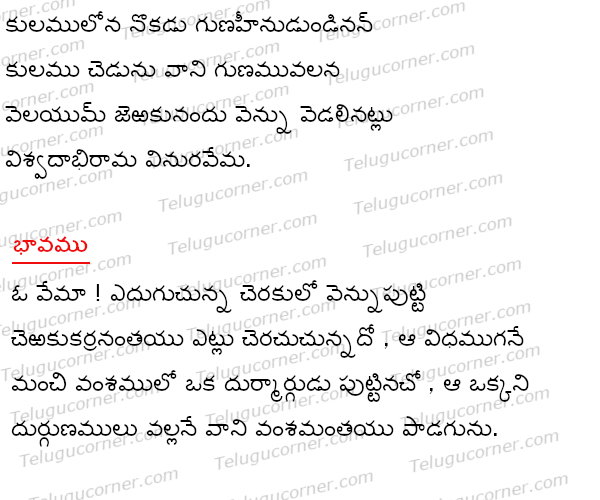 కులములోన నొకడు గుణహీనుడుండినన్
కులము చెడును వాని గుణమువలన
వెలయుమ్ జెఱకునందు వెన్ను వెడలినట్లు
విశ్వదాభిరామ వినురవేమ.
భావము
ఓ వేమా ! ఎదుగుచున్న చెరకులో వెన్నుపుట్టి
చెఱకుకర్రనంతయు ఎట్లు చెరచుచున్నదో , ఆ విధముగనే
మంచి వంశములో ఒక దుర్మార్గుడు పుట్టినచో , ఆ ఒక్కని
దుర్గుణములు వల్లనే వాని వంశమంతయు పాడగును.
Telugucorner.com